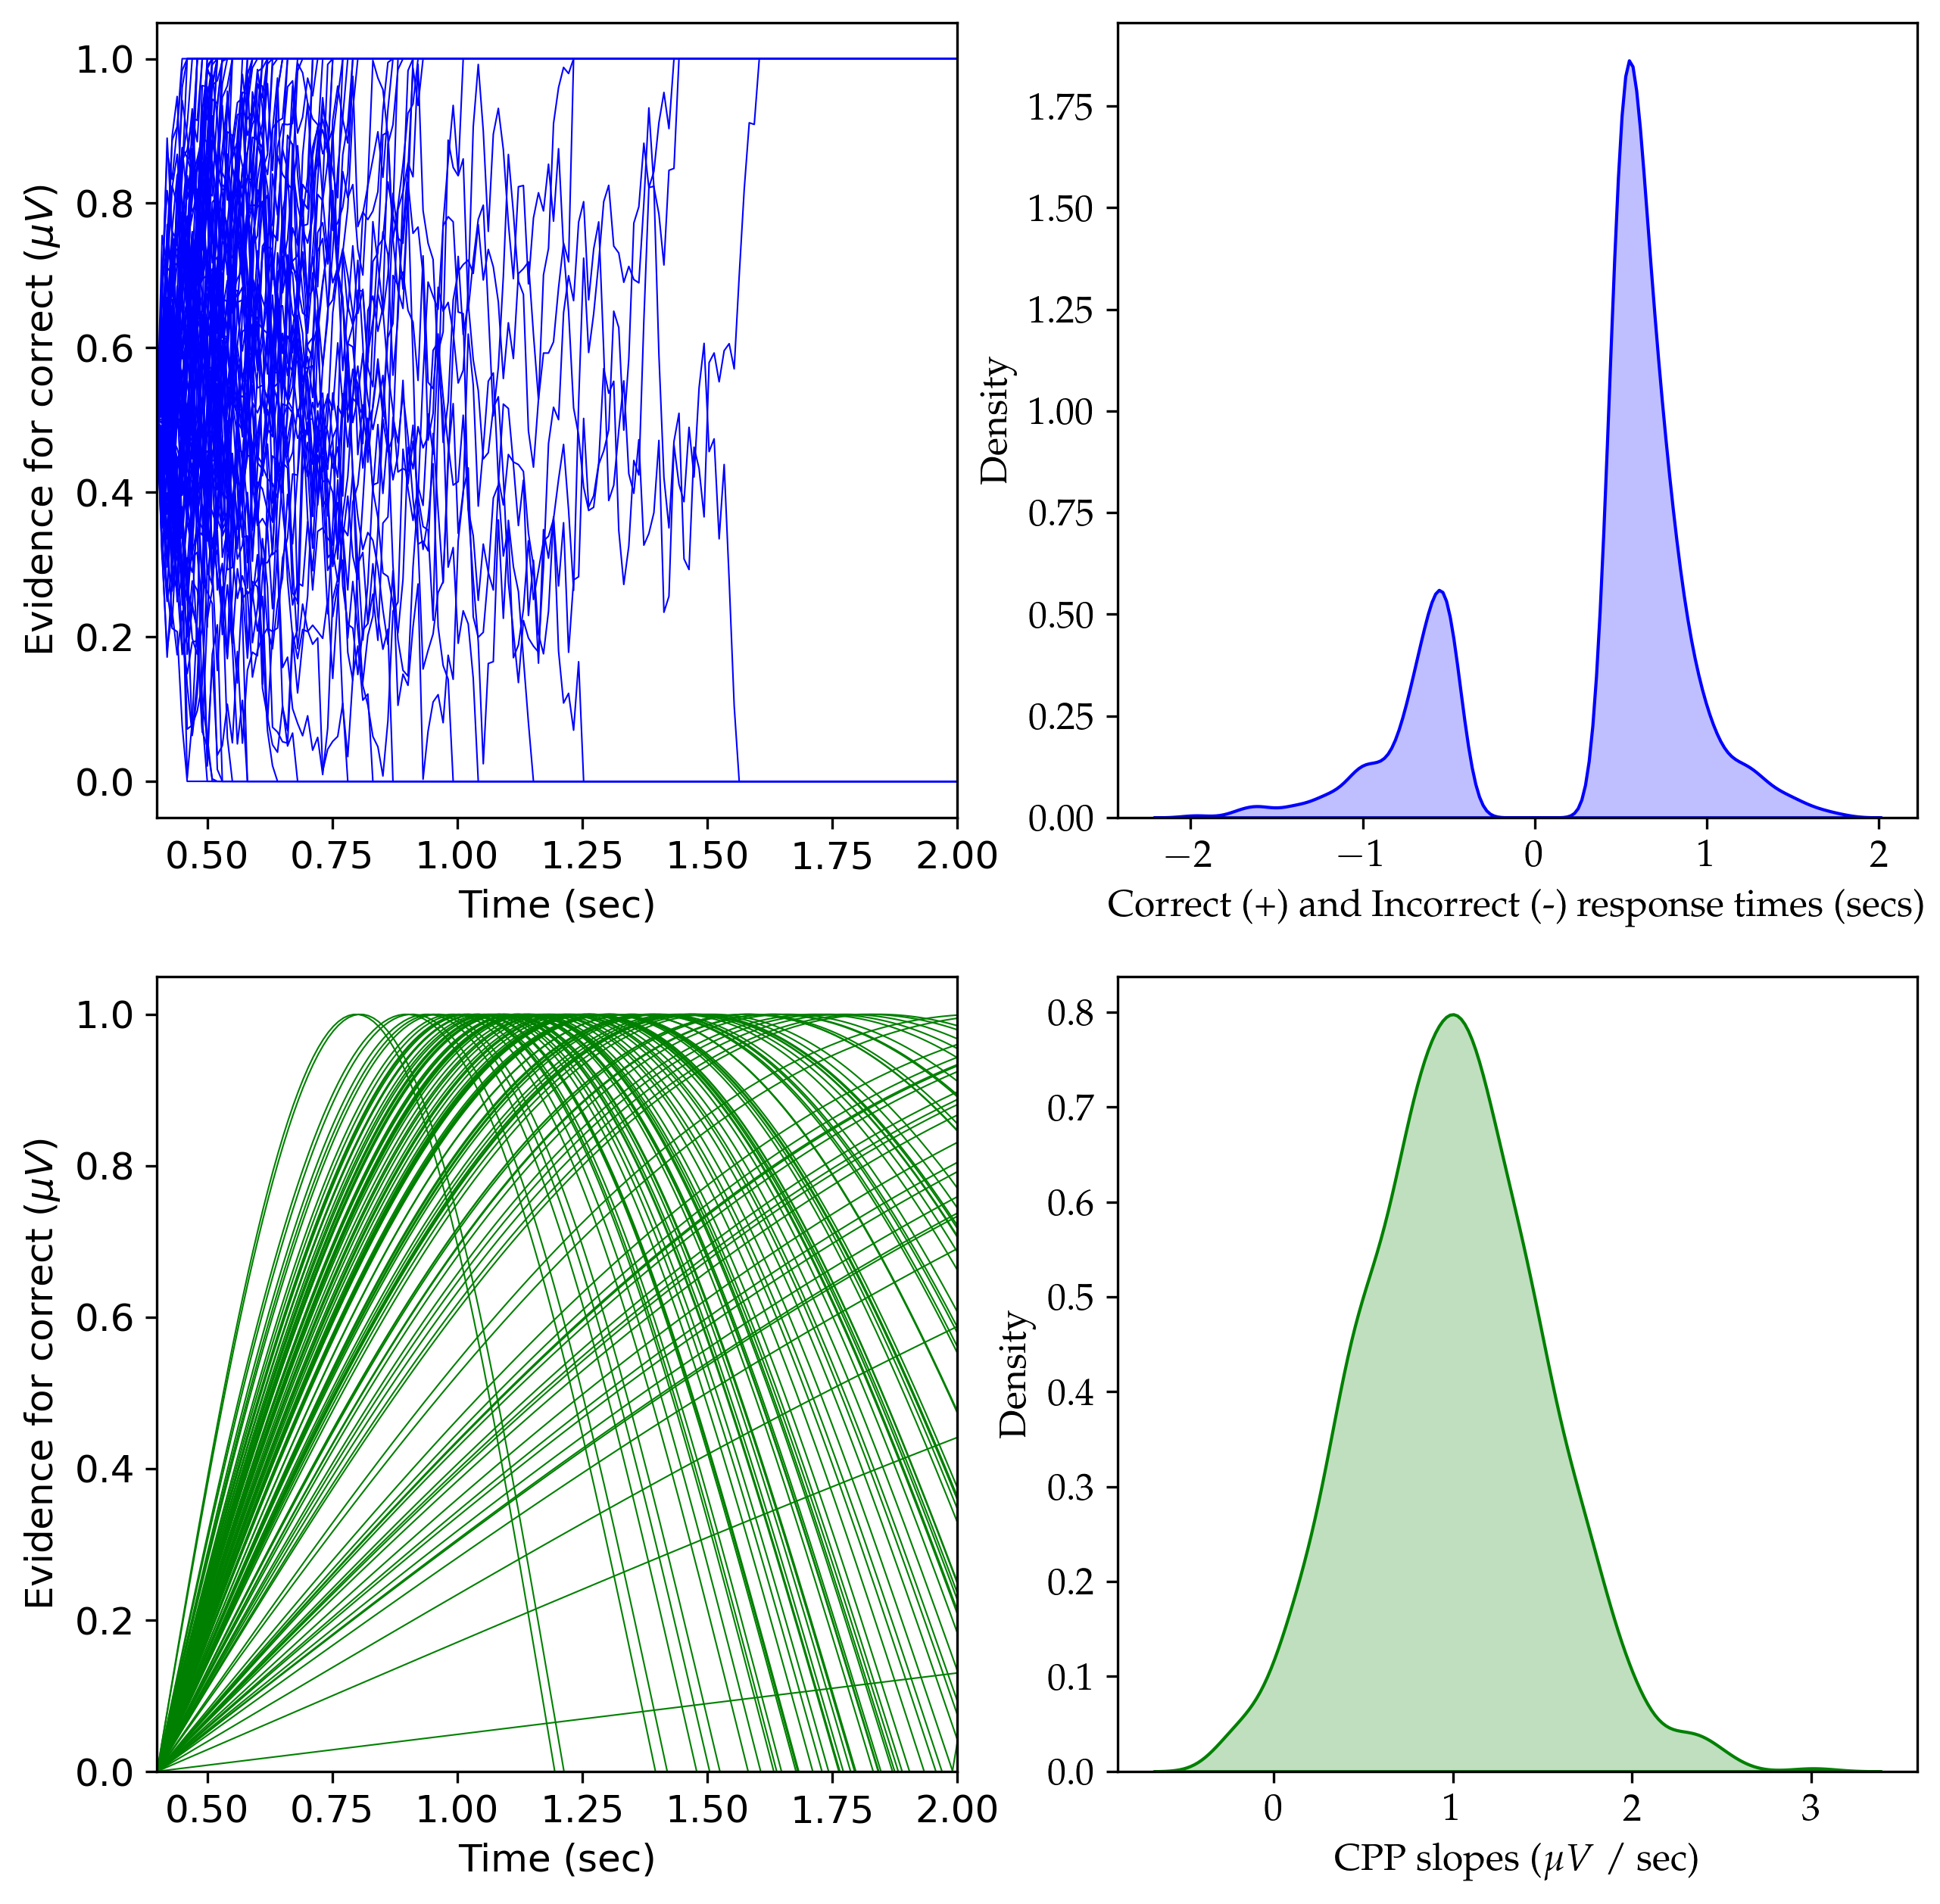 1.0
0.8
0.6
0.4
0.2
0.0
Evidence for correct (μV)
0.50 0.75 1.00 1.25 1.50 1.75 2.00
Time (sec)
1.75
1.50
1.25
1.00
0.75
0.50
0.25
0.00
Density
−2 −1 0 1 2
Correct (+) and Incorrect (-) response times (secs)
1.0
0.8
0.6
0.4
0.2
0.0
Evidence for correct (μV)
0.50 0.75 1.00 1.25 1.50 1.75 2.00
Time (sec)
0.8
0.7
0.6
0.5
0.4
0.3
0.2
0.1
0.0
Density
0 1 2 3
CPP slopes (μV / sec)